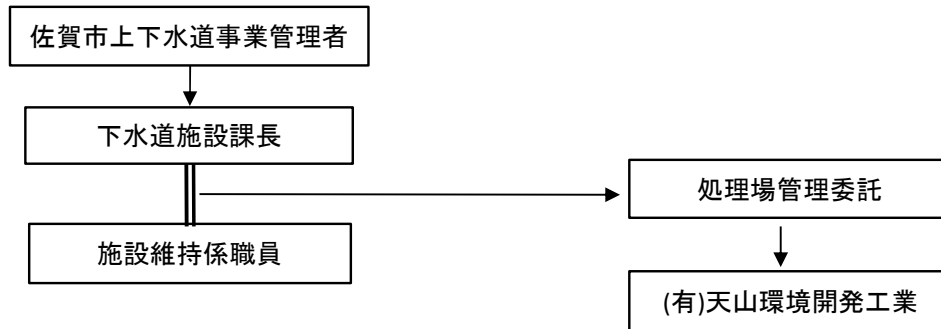 佐賀市上下水道事業管理者
下水道施設課長
処理場管理委託
施設維持係職員
(有)天山環境開発工業